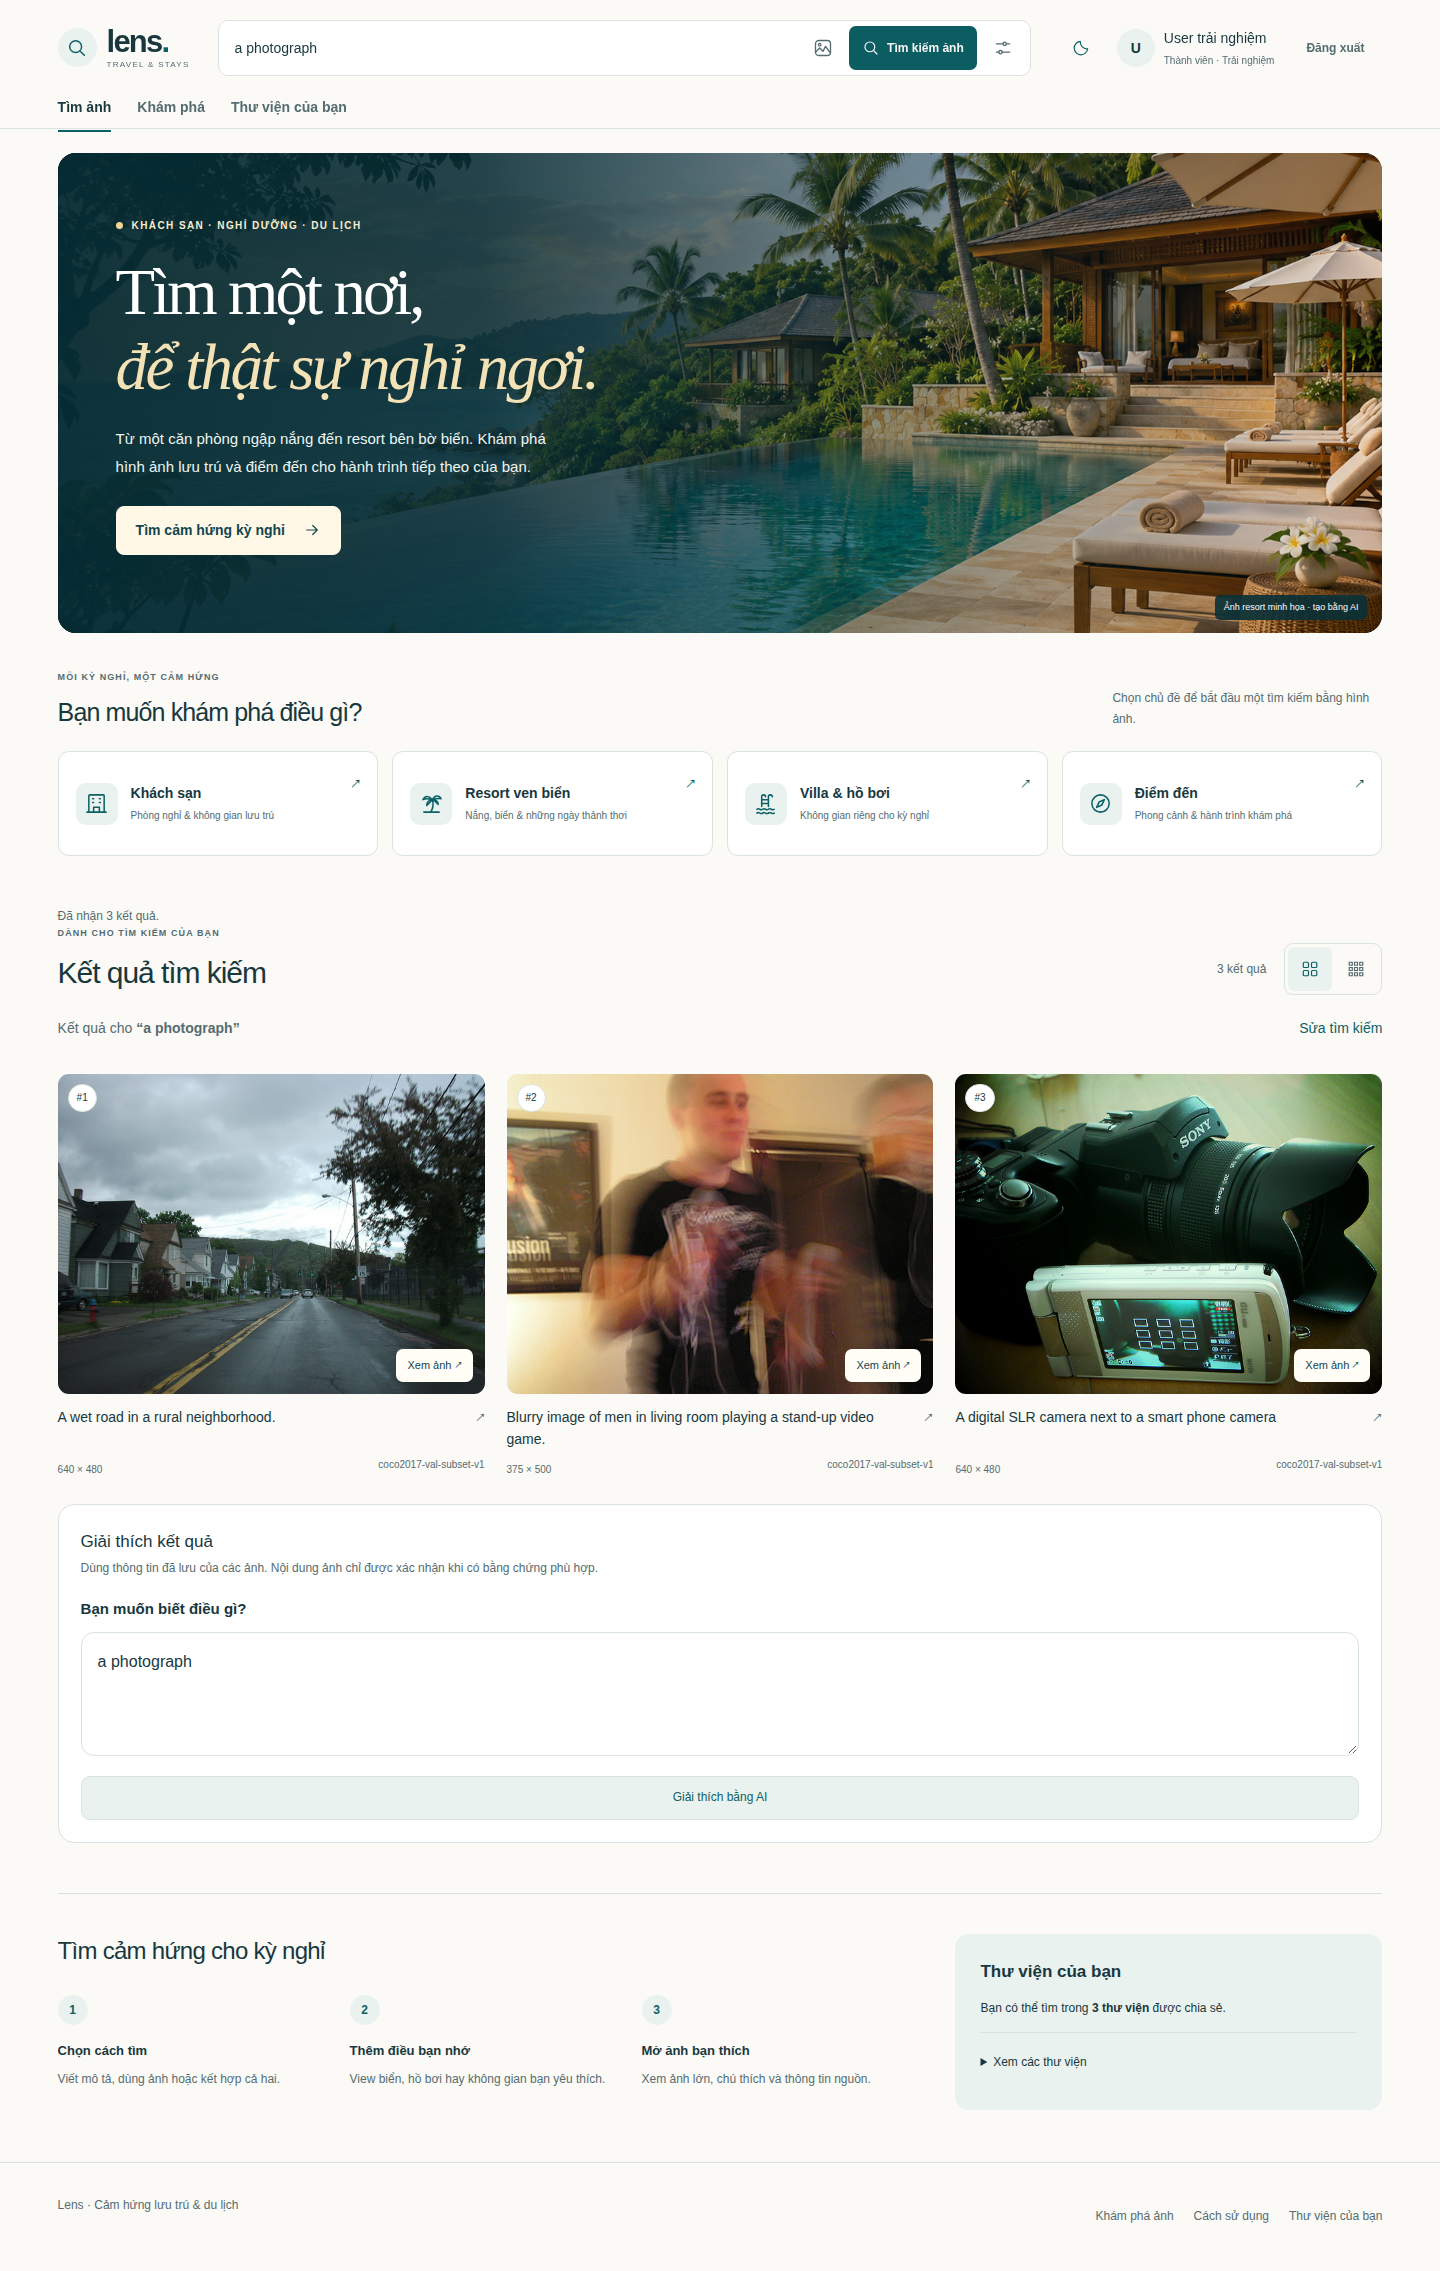 lens.
TRAVEL & STAYS
a photograph
Tìm kiếm ảnh
U
User trải nghiệm
Thành viên · Trải nghiệm
Đăng xuất
Tìm ảnh
Khám phá
Thư viện của bạn
KHÁCH SẠN · NGHỈ DƯỠNG · DU LỊCH
Tìm một nơi,
để thật sự nghỉ ngơi.
Từ một căn phòng ngập nắng đến resort bên bờ biển. Khám phá
hình ảnh lưu trú và điểm đến cho hành trình tiếp theo của bạn.
Tìm cảm hứng kỳ nghỉ →
Ảnh resort minh họa · tạo bằng AI
MỖI KỲ NGHỈ, MỘT CẢM HỨNG
Bạn muốn khám phá điều gì?
Chọn chủ đề để bắt đầu một tìm kiếm bằng hình
ảnh.
Khách sạn ↗
Phòng nghỉ & không gian lưu trú
Resort ven biển ↗
Nắng, biển & những ngày thảnh thơi
Villa & hồ bơi ↗
Không gian riêng cho kỳ nghỉ
Điểm đến ↗
Phong cảnh & hành trình khám phá
Đã nhận 3 kết quả.
DÀNH CHO TÌM KIẾM CỦA BẠN
Kết quả tìm kiếm
3 kết quả
Kết quả cho “a photograph”
Sửa tìm kiếm
#1
Xem ảnh ↗
#2
usion
Xem ảnh ↗
#3
SONY
Xem ảnh ↗
A wet road in a rural neighborhood. ↗
640 × 480
coco2017-val-subset-v1
Blurry image of men in living room playing a stand-up video
game. ↗
375 × 500
coco2017-val-subset-v1
A digital SLR camera next to a smart phone camera ↗
640 × 480
coco2017-val-subset-v1
Giải thích kết quả
Dùng thông tin đã lưu của các ảnh. Nội dung ảnh chỉ được xác nhận khi có bằng chứng phù hợp.
Bạn muốn biết điều gì?
a photograph
Giải thích bằng AI
Tìm cảm hứng cho kỳ nghỉ
1
Chọn cách tìm
Viết mô tả, dùng ảnh hoặc kết hợp cả hai.
2
Thêm điều bạn nhớ
View biển, hồ bơi hay không gian bạn yêu thích.
3
Mở ảnh bạn thích
Xem ảnh lớn, chú thích và thông tin nguồn.
Thư viện của bạn
Bạn có thể tìm trong 3 thư viện được chia sẻ.
▶ Xem các thư viện
Lens · Cảm hứng lưu trú & du lịch
Khám phá ảnh
Cách sử dụng
Thư viện của bạn